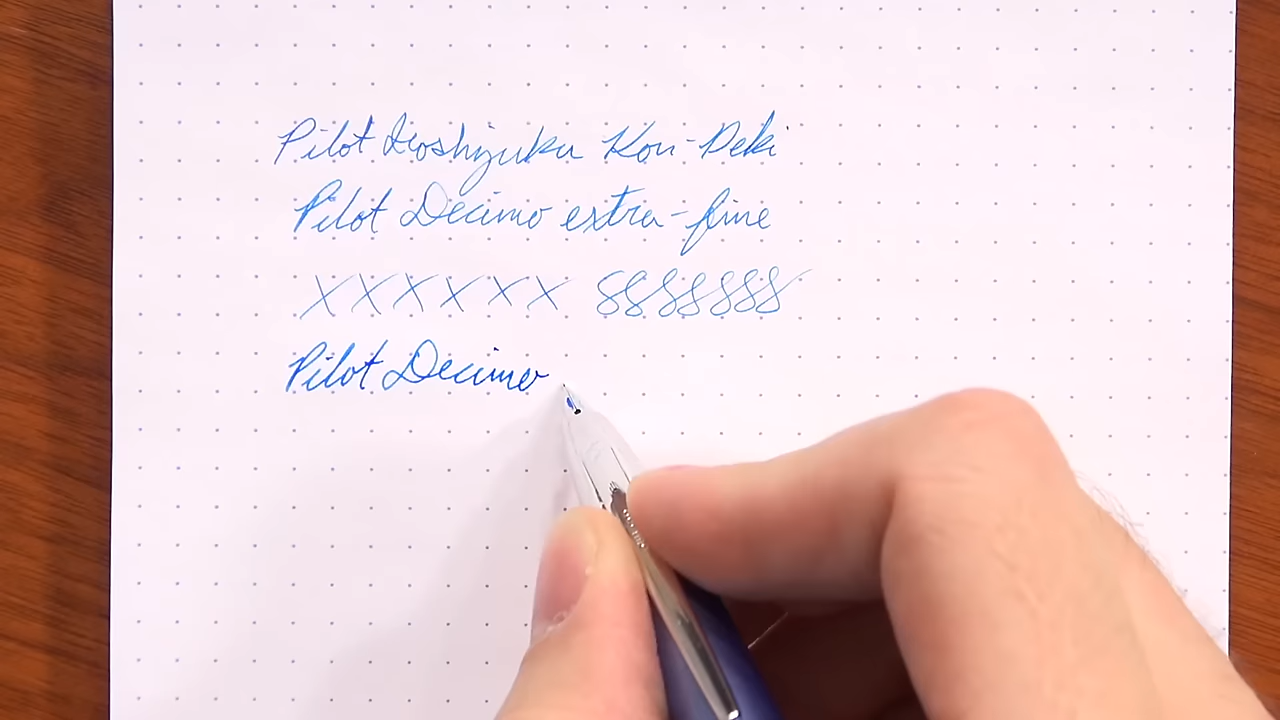 Pilot Iroshizuku Kon-Peki
Pilot Decimo extra-fine
XXXXXX 8888888
Pilot Decimo